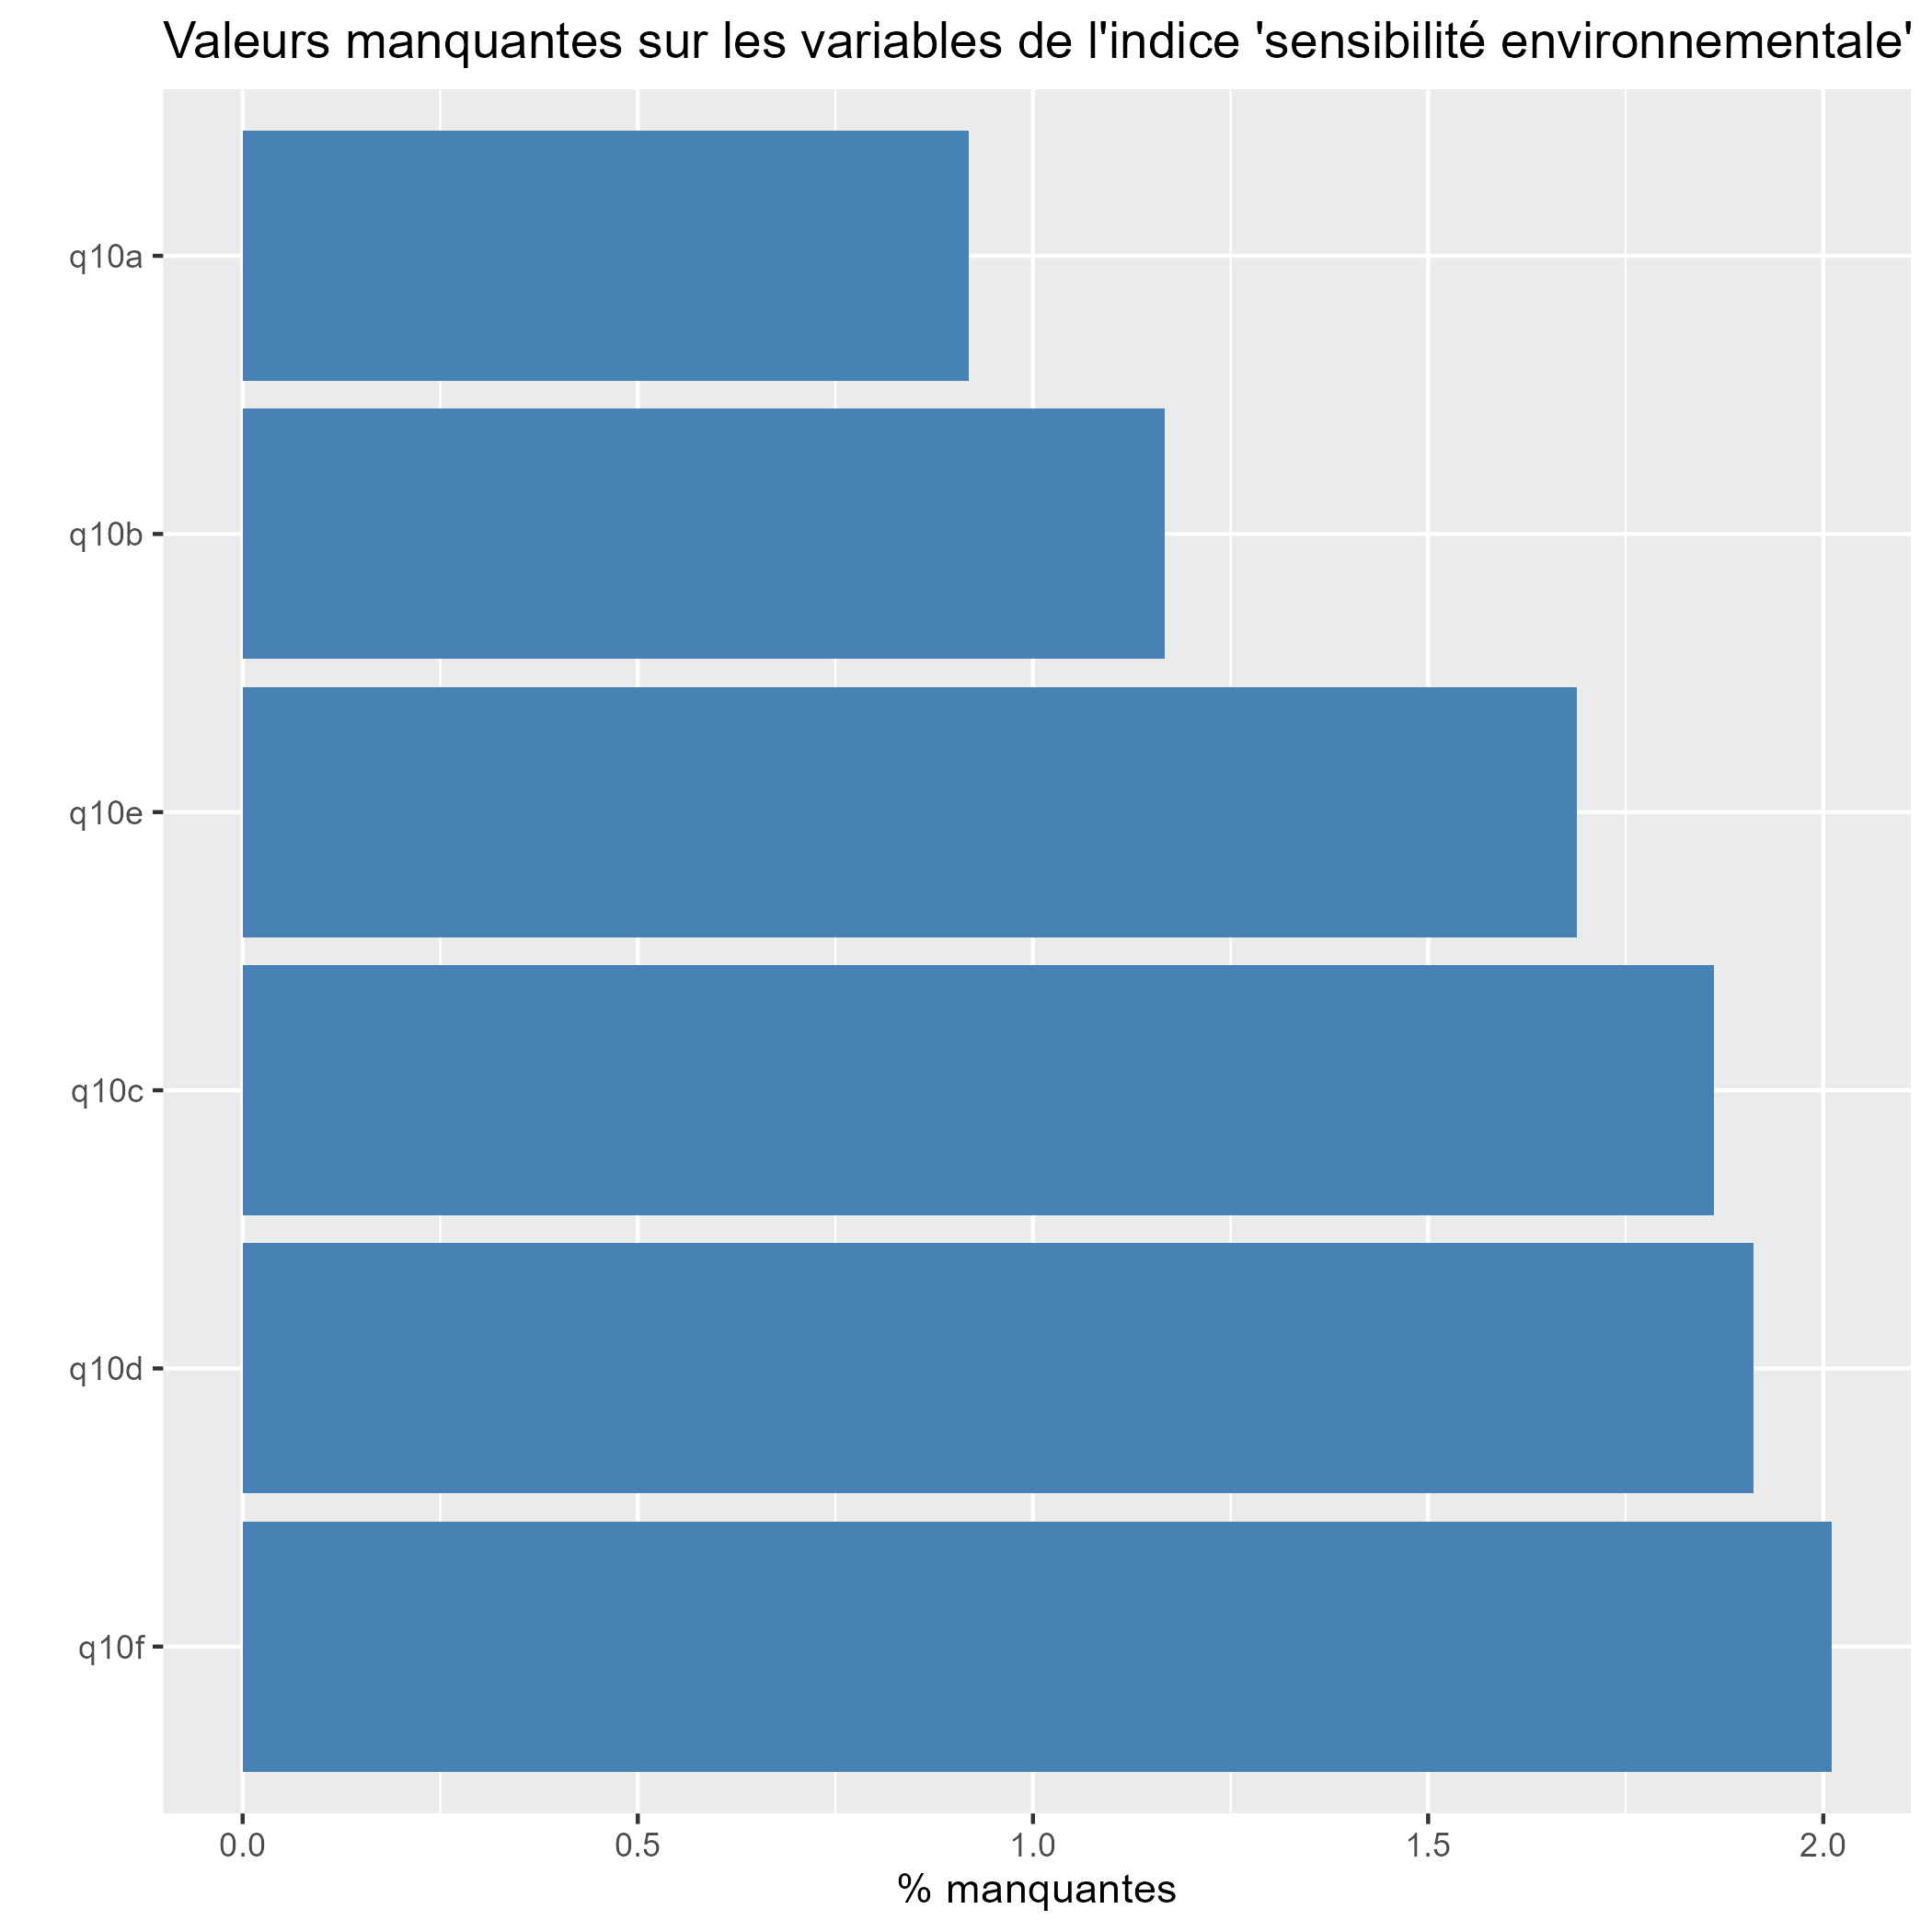 Valeurs manquantes sur les variables de l'indice 'sensibilité environnementale'
q10a
q10b
q10e
q10c
q10d
q10f
0.0 0.5 1.0 1.5 2.0
% manquantes